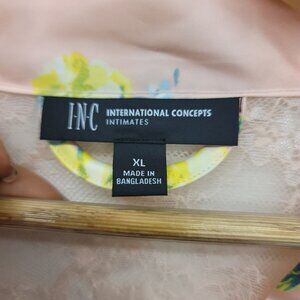 I·N·C INTERNATIONAL CONCEPTS
INTIMATES
XL
MADE IN
BANGLADESH